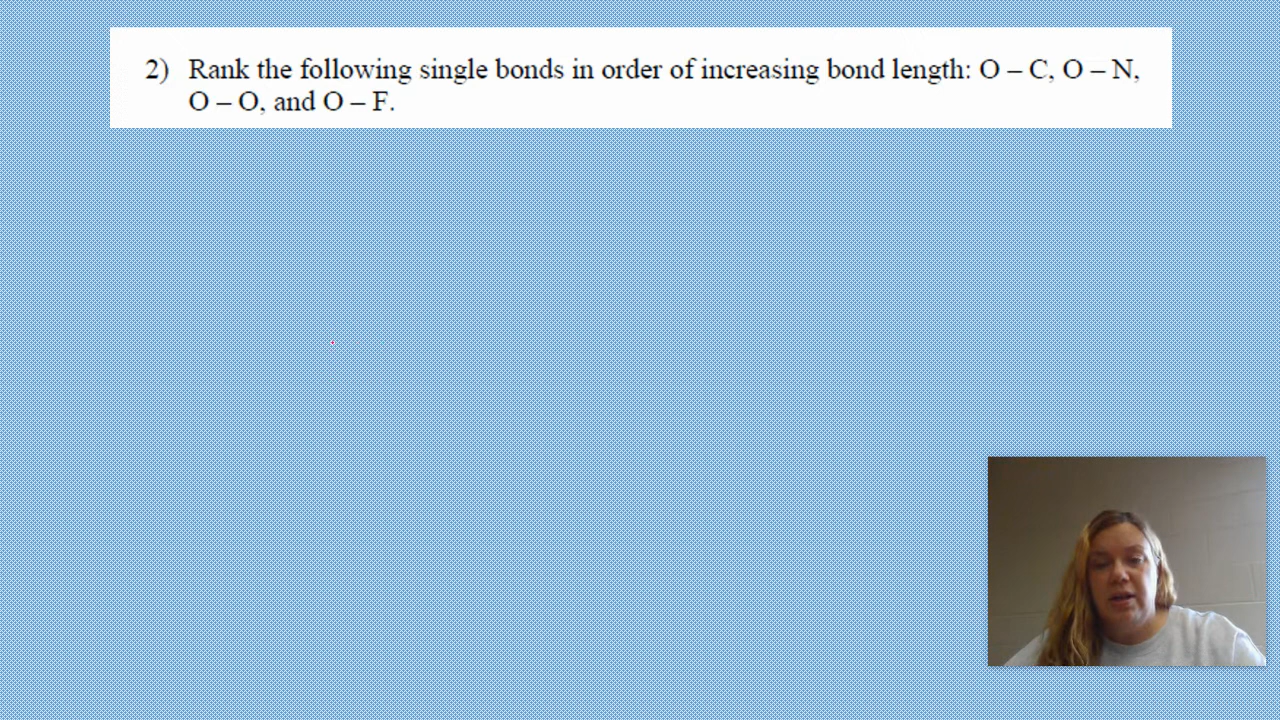 2) Rank the following single bonds in order of increasing bond length: O – C, O – N,
O – O, and O – F.